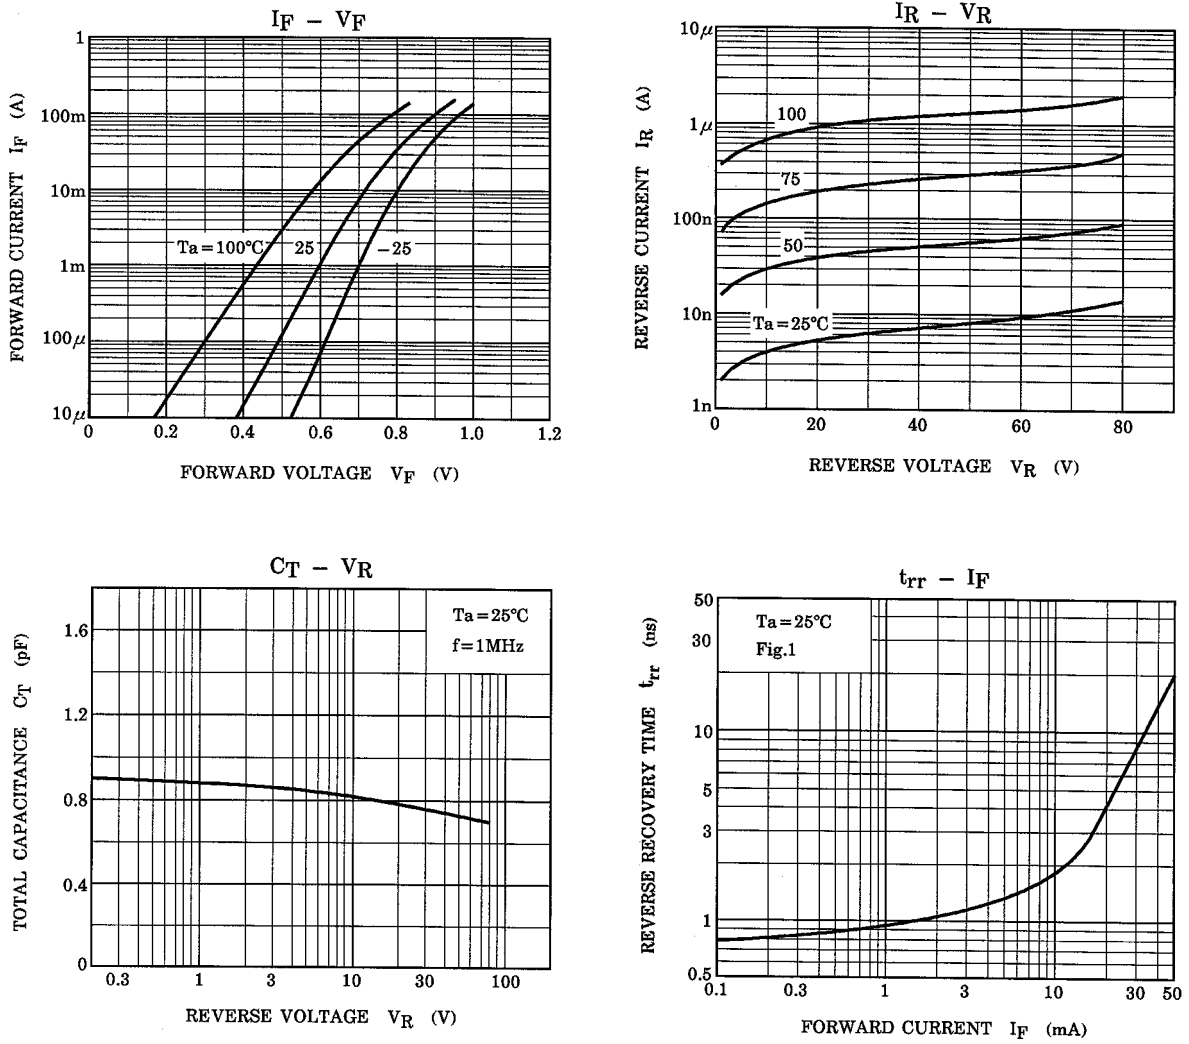 IF − VF
FORWARD CURRENT IF (A)
1
100m
10m
1m
100μ
10μ
Ta=100°C
25
−25
0
0.2
0.4
0.6
0.8
1.0
1.2
FORWARD VOLTAGE VF (V)
IR − VR
REVERSE CURRENT IR (A)
10μ
1μ
100n
10n
1n
100
75
50
Ta=25°C
0
20
40
60
80
REVERSE VOLTAGE VR (V)
CT − VR
TOTAL CAPACITANCE CT (pF)
1.6
1.2
0.8
0.4
0
Ta=25°C
f=1MHz
0.3
1
3
10
30
100
REVERSE VOLTAGE VR (V)
trr − IF
REVERSE RECOVERY TIME trr (ns)
50
30
10
5
3
1
0.5
Ta=25°C
Fig.1
0.1
0.3
1
3
10
30
50
FORWARD CURRENT IF (mA)